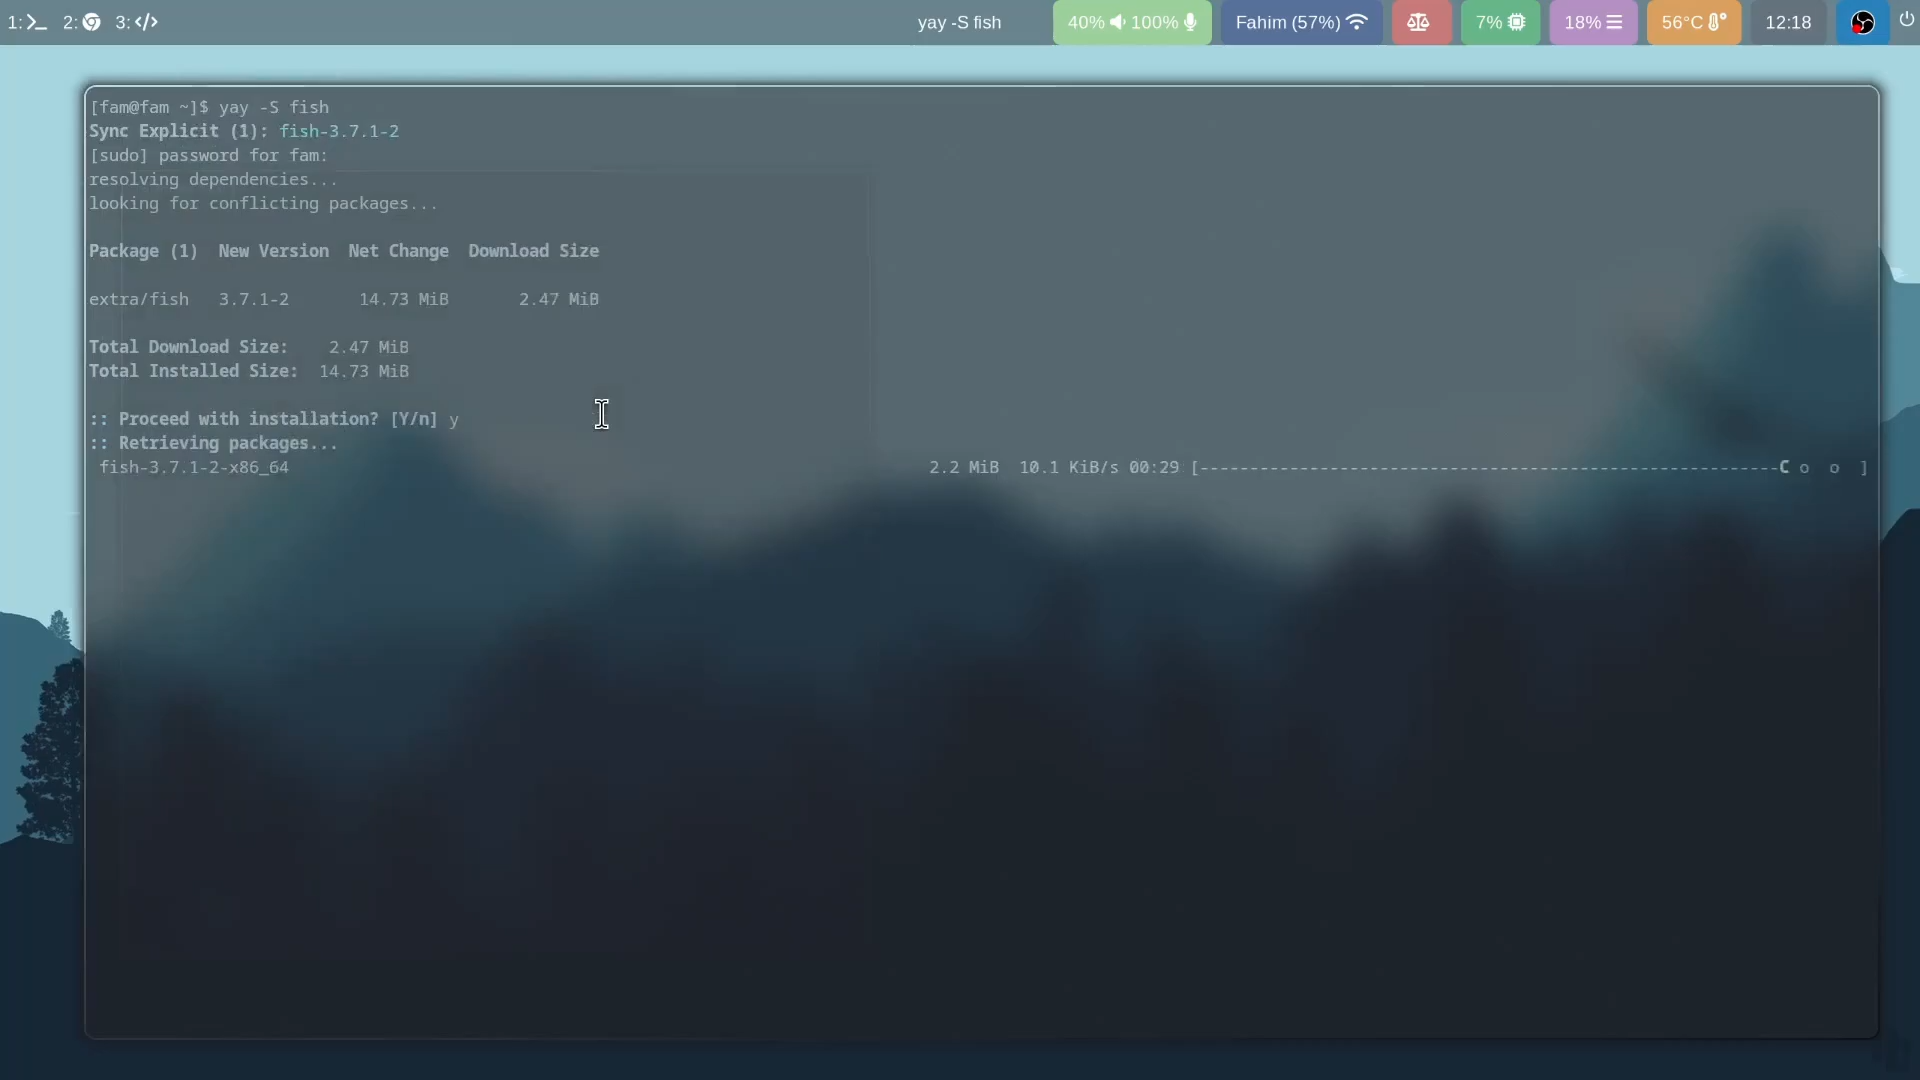 1: 2: 3: yay -S fish 40% 100% Fahim (57%) 7% 18% 56°C 12:18
[fam@fam ~]$ yay -S fish
Sync Explicit (1): fish-3.7.1-2
[sudo] password for fam:
resolving dependencies...
looking for conflicting packages...
Package (1)  New Version  Net Change  Download Size
extra/fish   3.7.1-2       14.73 MiB       2.47 MiB
Total Download Size:    2.47 MiB
Total Installed Size:  14.73 MiB
:: Proceed with installation? [Y/n] y
:: Retrieving packages...
fish-3.7.1-2-x86_64 2.2 MiB  10.1 KiB/s 00:29 [----------------------------------------------------------C o  o  ]